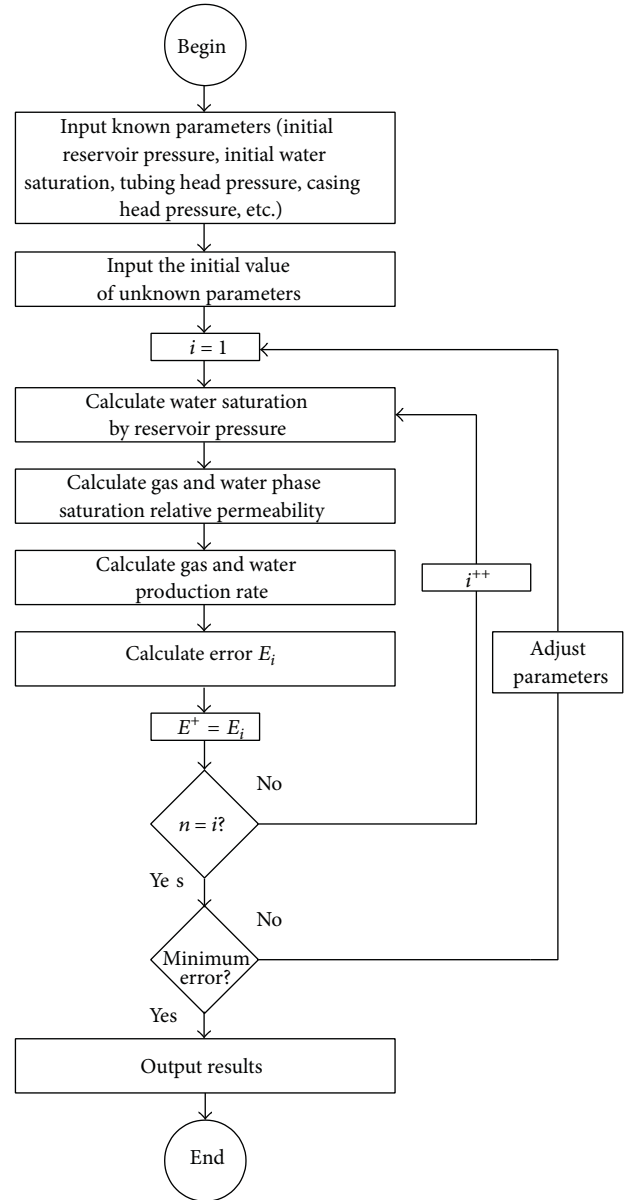 Begin
Input known parameters (initial
reservoir pressure, initial water
saturation, tubing head pressure, casing
head pressure, etc.)
Input the initial value
of unknown parameters
i = 1
Calculate water saturation
by reservoir pressure
Calculate gas and water phase
saturation relative permeability
Calculate gas and water
production rate
i⁺⁺
Calculate error Eᵢ
Adjust
parameters
E⁺ = Eᵢ
No
n = i?
Ye s
No
Minimum
error?
Yes
Output results
End